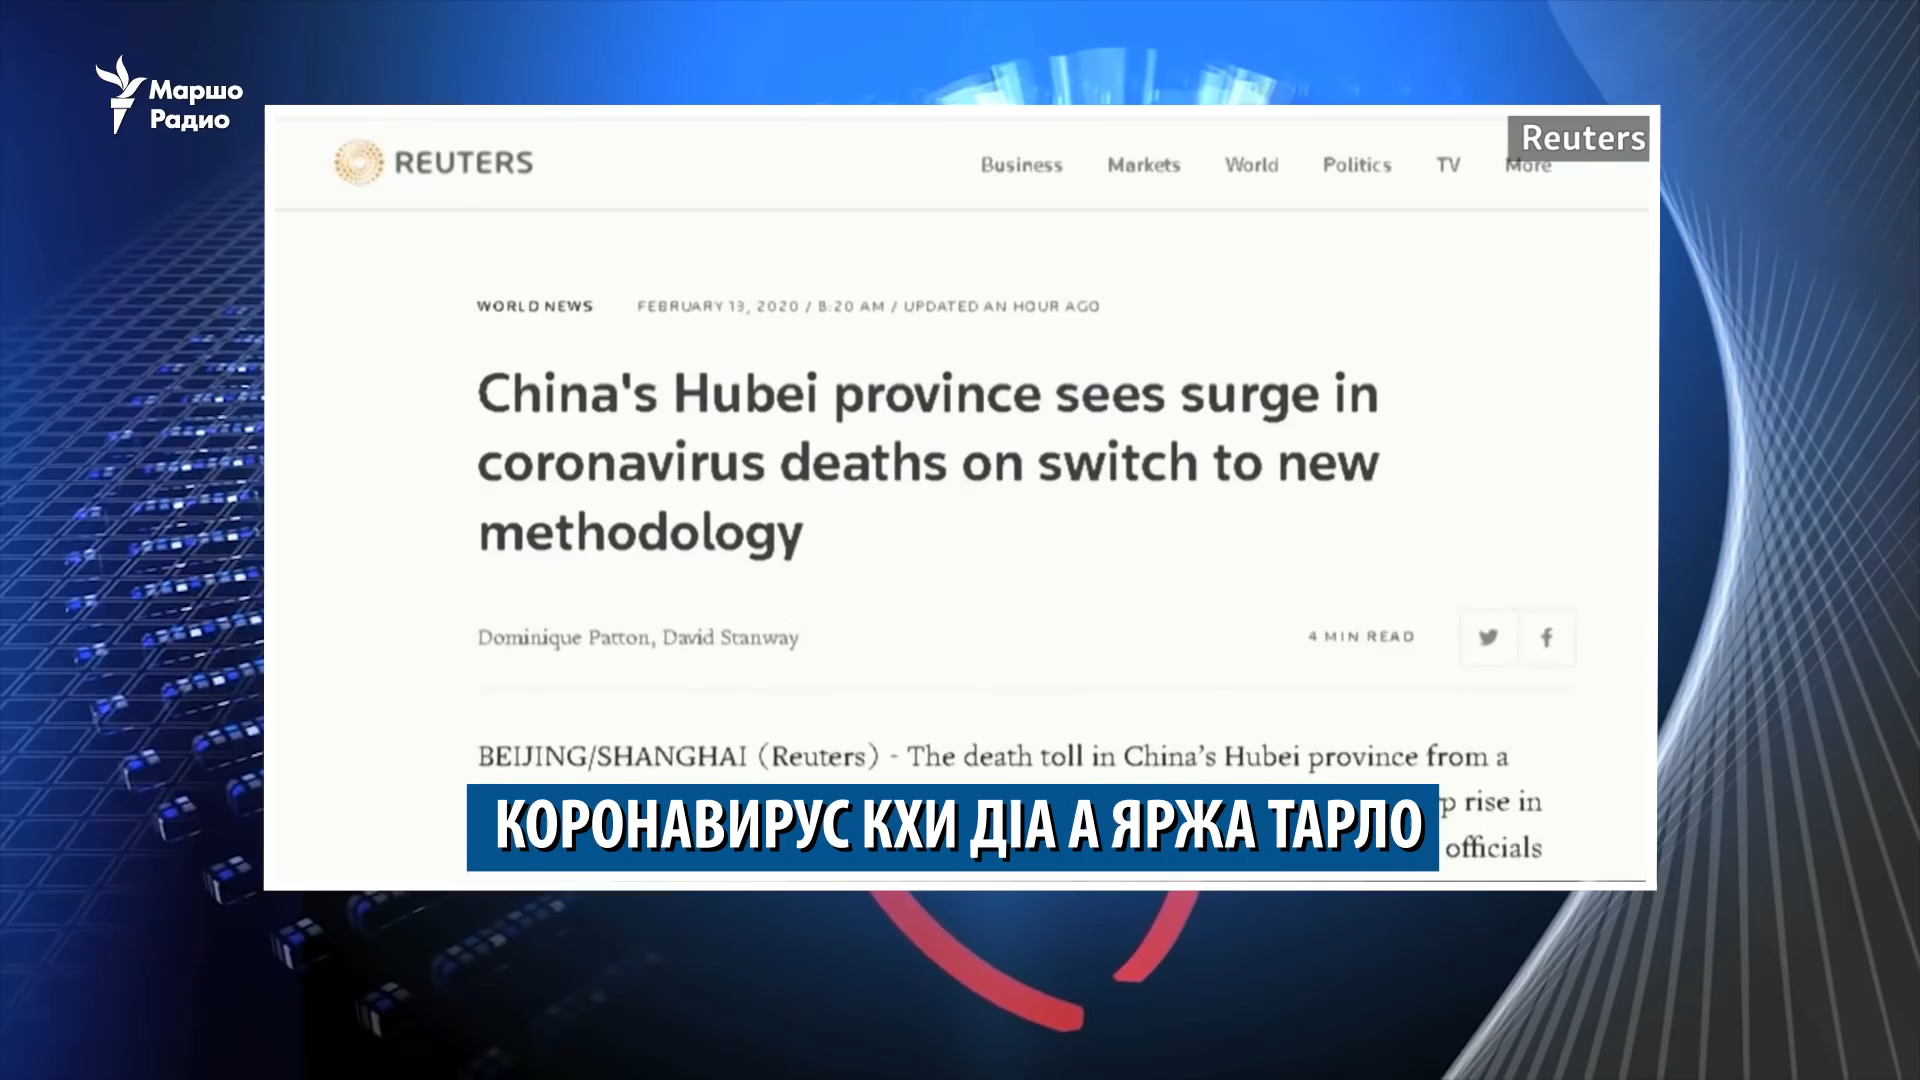 Маршо
Радио
Reuters
REUTERS
Business Markets World Politics TV More
WORLD NEWS FEBRUARY 13, 2020 / 8:20 AM / UPDATED AN HOUR AGO
China's Hubei province sees surge in
coronavirus deaths on switch to new
methodology
Dominique Patton, David Stanway
4 MIN READ
BEIJING/SHANGHAI (Reuters) - The death toll in China’s Hubei province from a
rise in
officials
КОРОНАВИРУС КХИ ДІА А ЯРЖА ТАРЛО